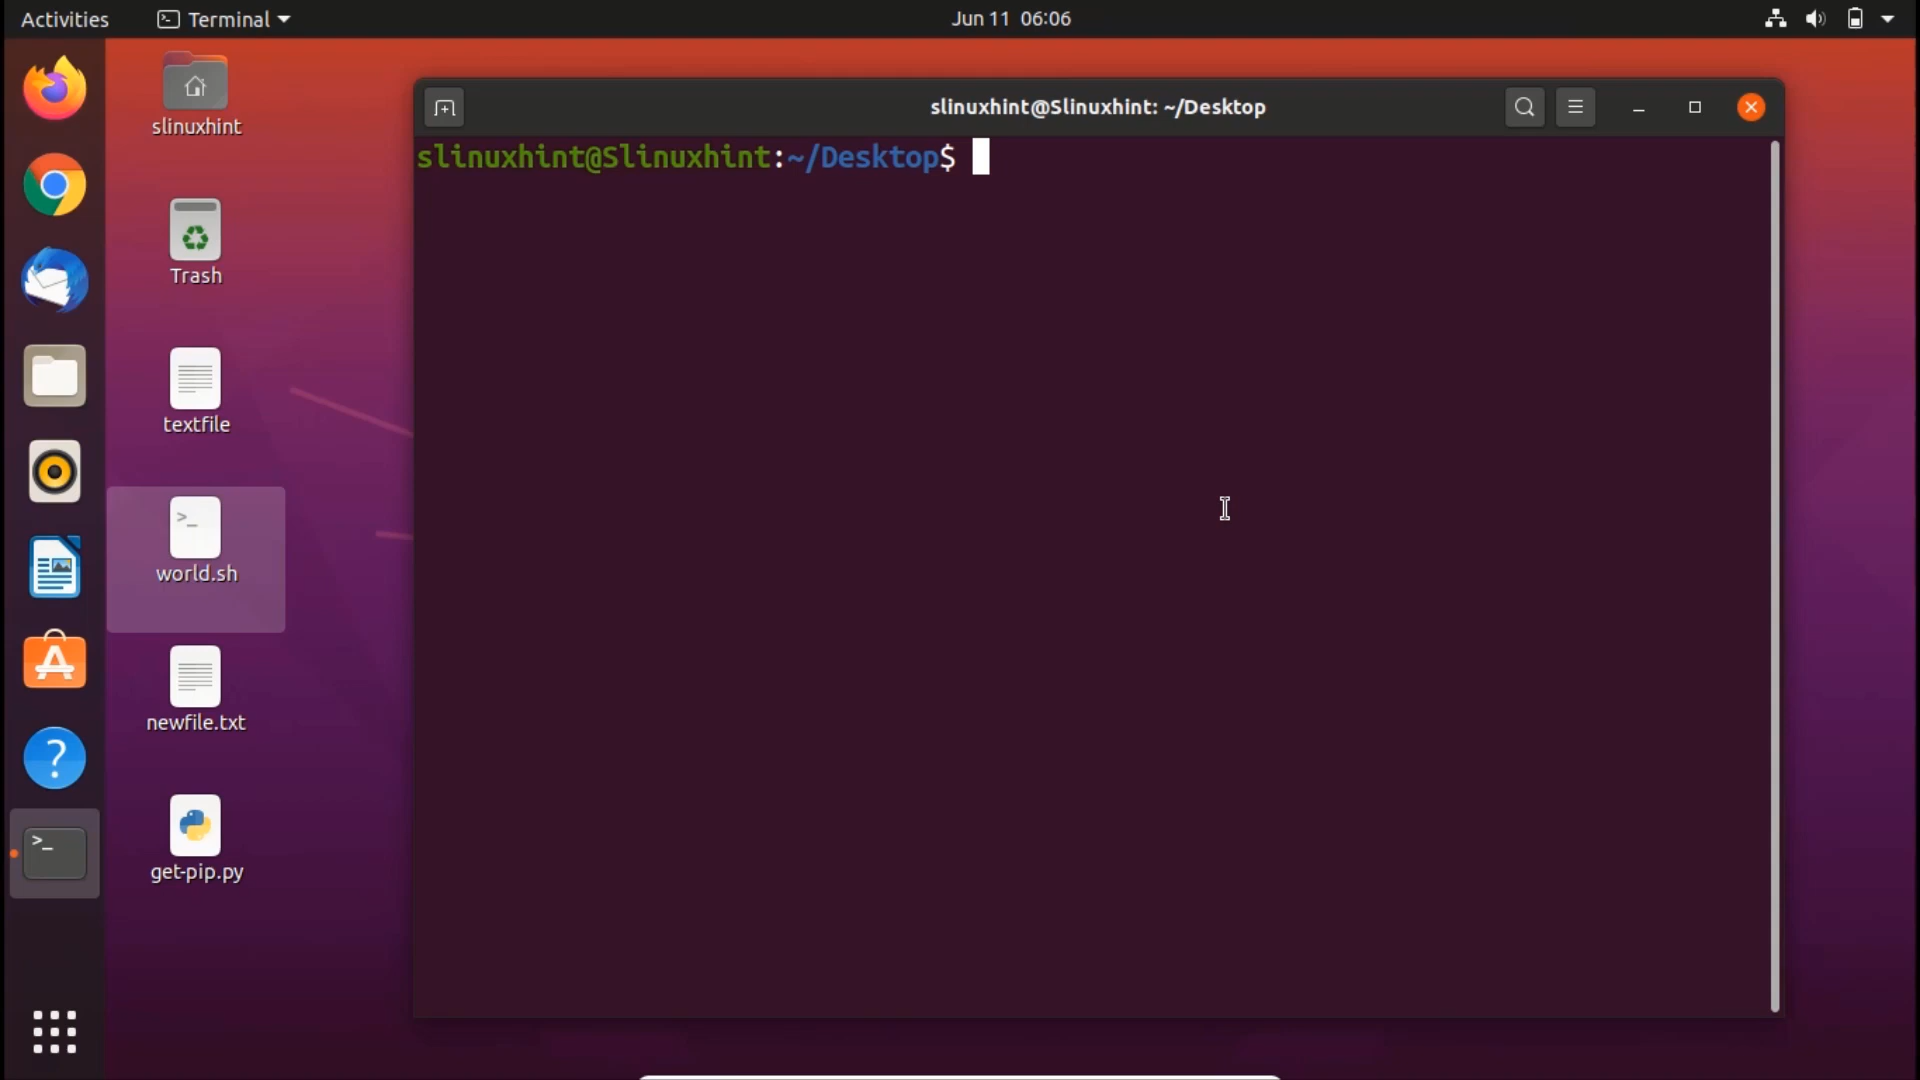 Activities
Terminal
Jun 11 06:06
slinuxhint
Trash
textfile
>_
world.sh
newfile.txt
get-pip.py
?
>_
slinuxhint@Slinuxhint: ~/Desktop
slinuxhint@Slinuxhint:~/Desktop$